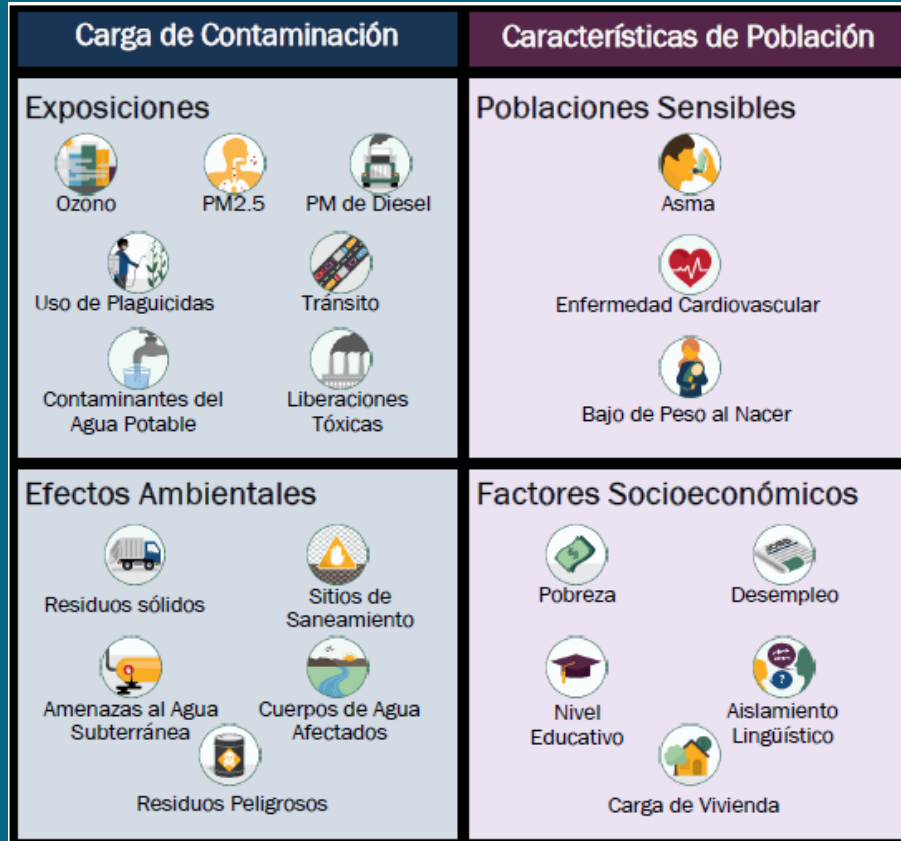 Carga de Contaminación
Características de Población
Exposiciones
Ozono
PM2.5
PM de Diesel
Uso de Plaguicidas
Tránsito
Contaminantes del
Agua Potable
Liberaciones
Tóxicas
Poblaciones Sensibles
Asma
Enfermedad Cardiovascular
Bajo de Peso al Nacer
Efectos Ambientales
Residuos sólidos
Sitios de
Saneamiento
Amenazas al Agua
Subterránea
Cuerpos de Agua
Afectados
Residuos Peligrosos
Factores Socioeconómicos
Pobreza
Desempleo
Nivel
Educativo
Aislamiento
Lingüístico
Carga de Vivienda